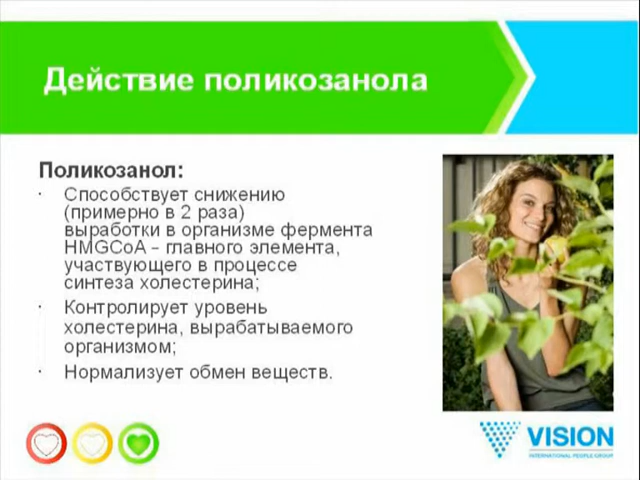 Действие поликозанола
Поликозанол:
· Способствует снижению
(примерно в 2 раза)
выработки в организме фермента
HMGCoA – главного элемента,
участвующего в процессе
синтеза холестерина;
· Контролирует уровень
холестерина, вырабатываемого
организмом;
· Нормализует обмен веществ.
VISION
INTERNATIONAL PEOPLE GROUP